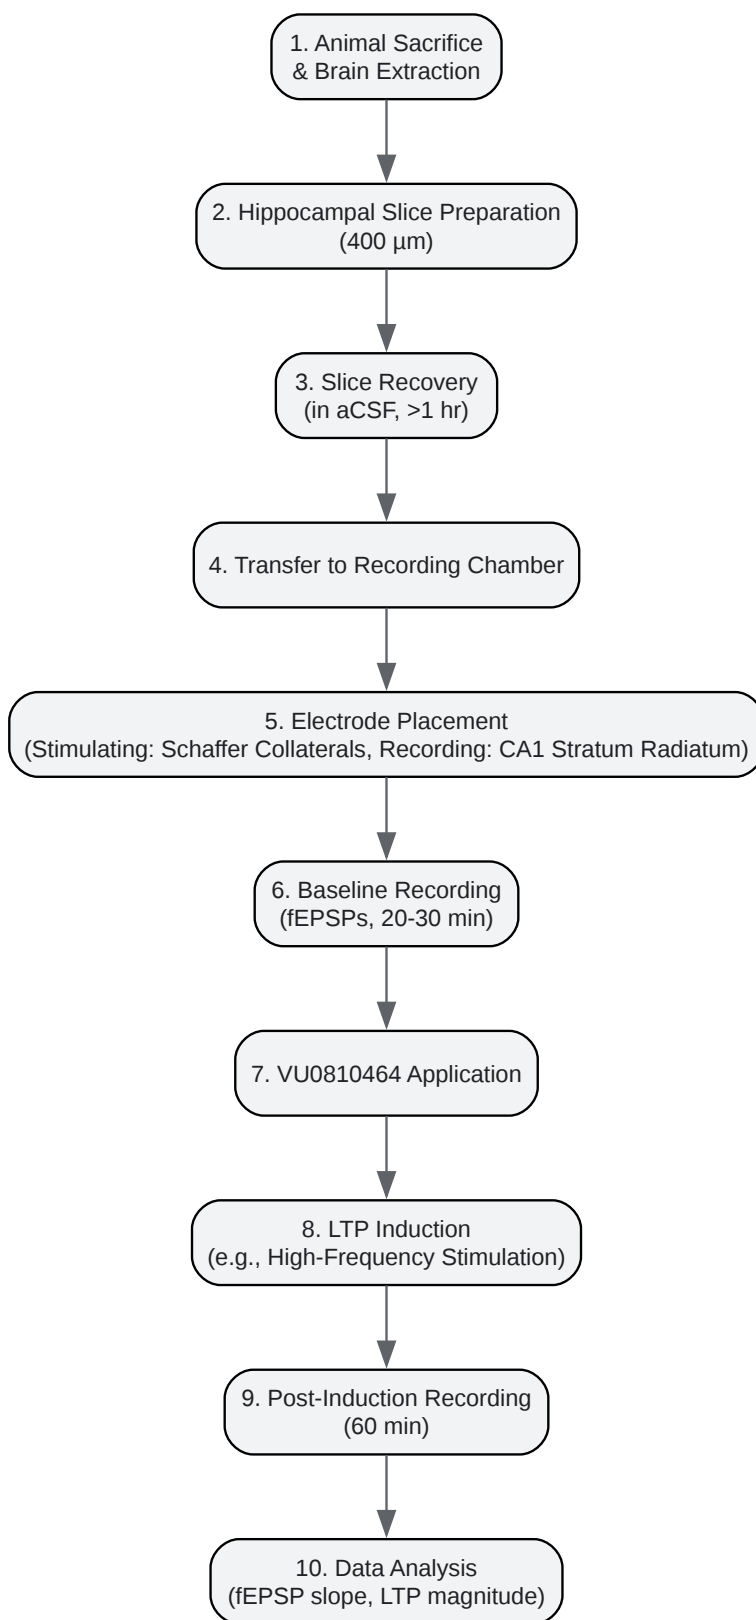 1. Animal Sacrifice
& Brain Extraction
2. Hippocampal Slice Preparation
(400 µm)
3. Slice Recovery
(in aCSF, >1 hr)
4. Transfer to Recording Chamber
5. Electrode Placement
(Stimulating: Schaffer Collaterals, Recording: CA1 Stratum Radiatum)
6. Baseline Recording
(fEPSPs, 20-30 min)
7. VU0810464 Application
8. LTP Induction
(e.g., High-Frequency Stimulation)
9. Post-Induction Recording
(60 min)
10. Data Analysis
(fEPSP slope, LTP magnitude)